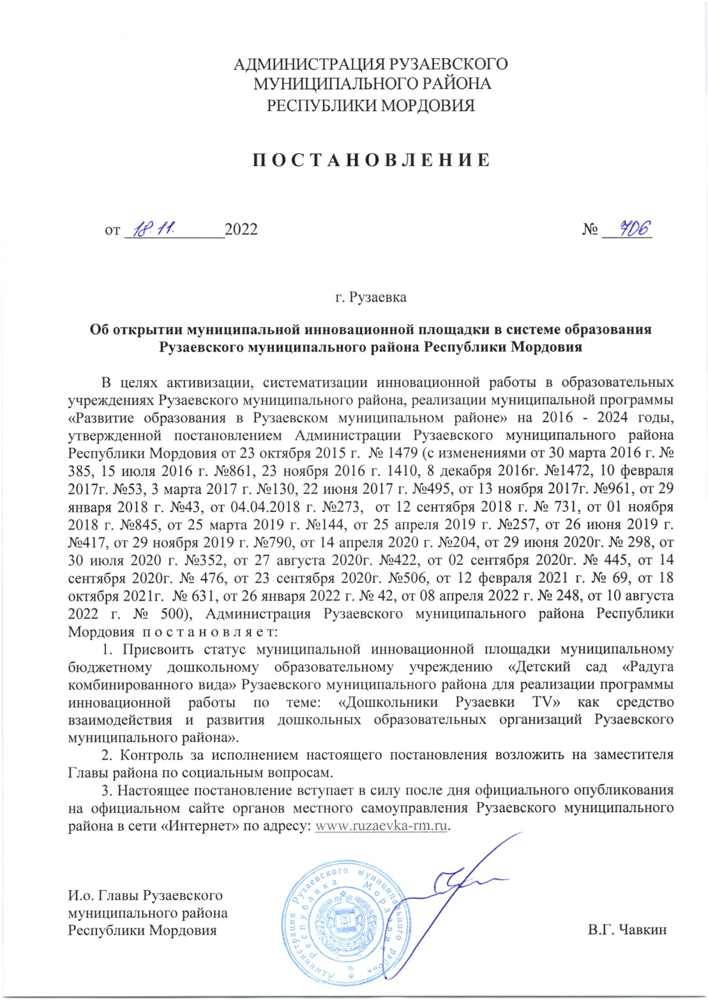 АДМИНИСТРАЦИЯ РУЗАЕВСКОГО
МУНИЦИПАЛЬНОГО РАЙОНА
РЕСПУБЛИКИ МОРДОВИЯ
П О С Т А Н О В Л Е Н И Е
от 18.11. 2022 № 706
г. Рузаевка
Об открытии муниципальной инновационной площадки в системе образования
Рузаевского муниципального района Республики Мордовия
В целях активизации, систематизации инновационной работы в образовательных
учреждениях Рузаевского муниципального района, реализации муниципальной программы
«Развитие образования в Рузаевском муниципальном районе» на 2016 - 2024 годы,
утвержденной постановлением Администрации Рузаевского муниципального района
Республики Мордовия от 23 октября 2015 г. № 1479 (с изменениями от 30 марта 2016 г. №
385, 15 июля 2016 г. №861, 23 ноября 2016 г. 1410, 8 декабря 2016г. №1472, 10 февраля
2017г. №53, 3 марта 2017 г. №130, 22 июня 2017 г. №495, от 13 ноября 2017г. №961, от 29
января 2018 г. №43, от 04.04.2018 г. №273, от 12 сентября 2018 г. № 731, от 01 ноября
2018 г. №845, от 25 марта 2019 г. №144, от 25 апреля 2019 г. №257, от 26 июня 2019 г.
№417, от 29 ноября 2019 г. №790, от 14 апреля 2020 г. №204, от 29 июня 2020г. № 298, от
30 июля 2020 г. №352, от 27 августа 2020г. №422, от 02 сентября 2020г. № 445, от 14
сентября 2020г. № 476, от 23 сентября 2020г. №506, от 12 февраля 2021 г. № 69, от 18
октября 2021г. № 631, от 26 января 2022 г. № 42, от 08 апреля 2022 г. № 248, от 10 августа
2022 г. № 500), Администрация Рузаевского муниципального района Республики
Мордовия п о с т а н о в л я е т:
1. Присвоить статус муниципальной инновационной площадки муниципальному
бюджетному дошкольному образовательному учреждению «Детский сад «Радуга
комбинированного вида» Рузаевского муниципального района для реализации программы
инновационной работы по теме: «Дошкольники Рузаевки TV» как средство
взаимодействия и развития дошкольных образовательных организаций Рузаевского
муниципального района».
2. Контроль за исполнением настоящего постановления возложить на заместителя
Главы района по социальным вопросам.
3. Настоящее постановление вступает в силу после дня официального опубликования
на официальном сайте органов местного самоуправления Рузаевского муниципального
района в сети «Интернет» по адресу: www.ruzaevka-rm.ru.
И.о. Главы Рузаевского
муниципального района
Республики Мордовия В.Г. Чавкин
Администрация Рузаевского муниципального района
Республика Мордовия